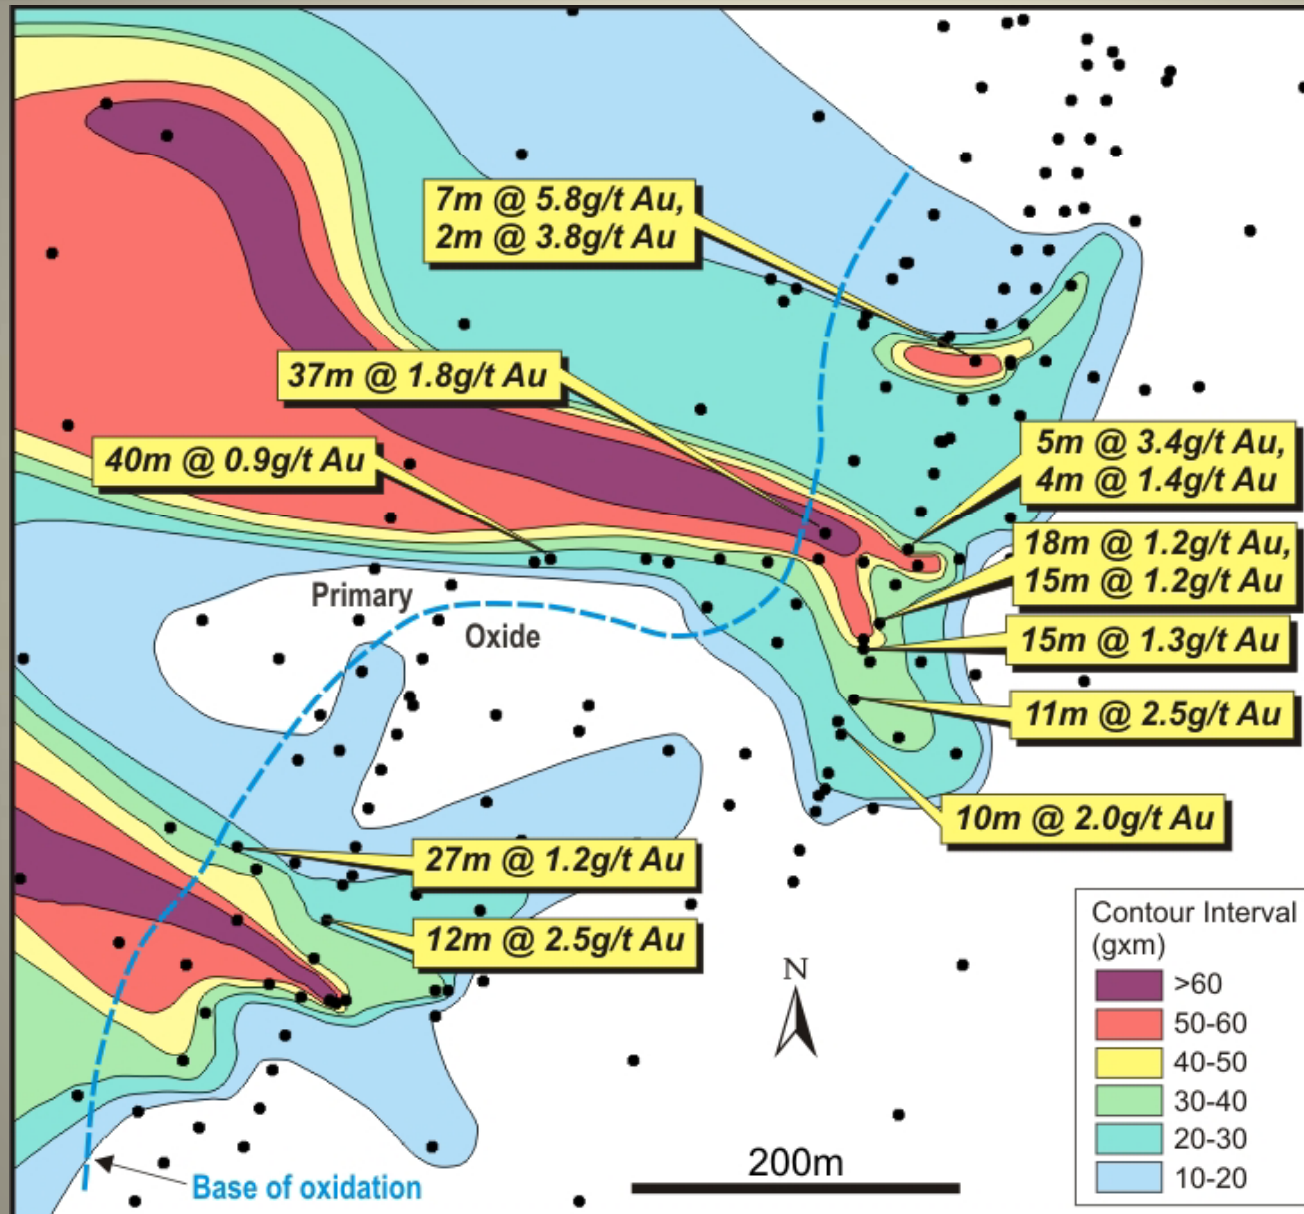 7m @ 5.8g/t Au,
2m @ 3.8g/t Au
37m @ 1.8g/t Au
40m @ 0.9g/t Au
5m @ 3.4g/t Au,
4m @ 1.4g/t Au
18m @ 1.2g/t Au,
15m @ 1.2g/t Au
15m @ 1.3g/t Au
11m @ 2.5g/t Au
10m @ 2.0g/t Au
Primary
Oxide
27m @ 1.2g/t Au
12m @ 2.5g/t Au
Base of oxidation
N
200m
Contour Interval
(gxm)
>60
50-60
40-50
30-40
20-30
10-20